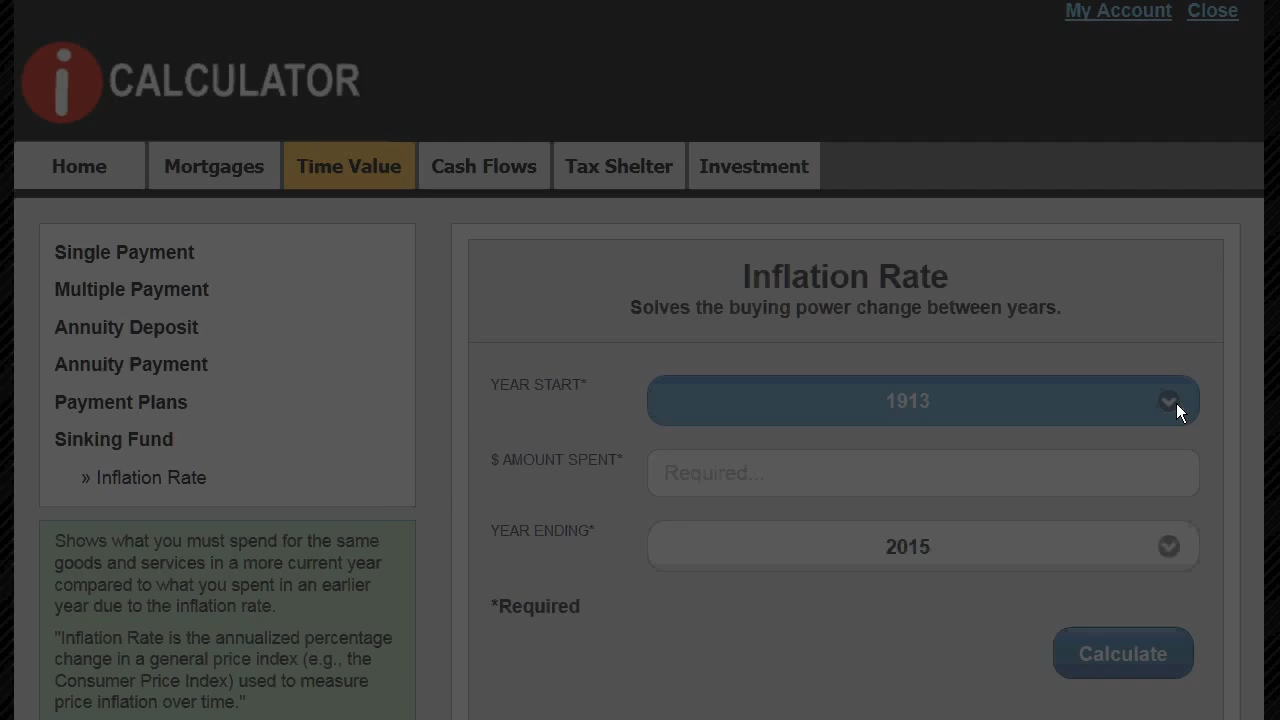 My Account Close
i CALCULATOR
Home Mortgages Time Value Cash Flows Tax Shelter Investment
Single Payment
Multiple Payment
Annuity Deposit
Annuity Payment
Payment Plans
Sinking Fund
» Inflation Rate
Shows what you must spend for the same
goods and services in a more current year
compared to what you spent in an earlier
year due to the inflation rate.
"Inflation Rate is the annualized percentage
change in a general price index (e.g., the
Consumer Price Index) used to measure
price inflation over time."
Inflation Rate
Solves the buying power change between years.
YEAR START* 1913
$ AMOUNT SPENT* Required...
YEAR ENDING* 2015
*Required
Calculate